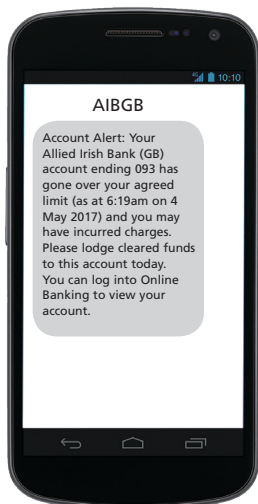 10:10
AIBGB
Account Alert: Your
Allied Irish Bank (GB)
account ending 093 has
gone over your agreed
limit (as at 6:19am on 4
May 2017) and you may
have incurred charges.
Please lodge cleared funds
to this account today.
You can log into Online
Banking to view your
account.